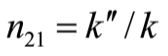 n₂₁ = k″ / k